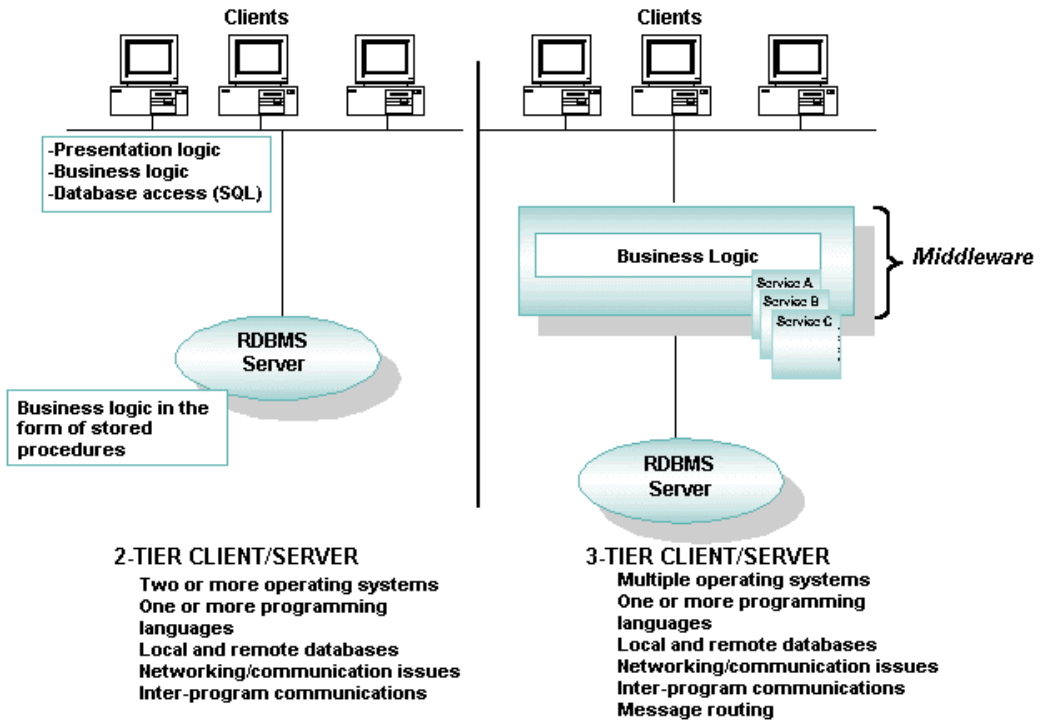 Clients
-Presentation logic
-Business logic
-Database access (SQL)
RDBMS
Server
Business logic in the
form of stored
procedures
2-TIER CLIENT/SERVER
Two or more operating systems
One or more programming
languages
Local and remote databases
Networking/communication issues
Inter-program communications
Clients
Business Logic
Service A
Service B
Service C
Middleware
RDBMS
Server
3-TIER CLIENT/SERVER
Multiple operating systems
One or more programming
languages
Local and remote databases
Networking/communication issues
Inter-program communications
Message routing